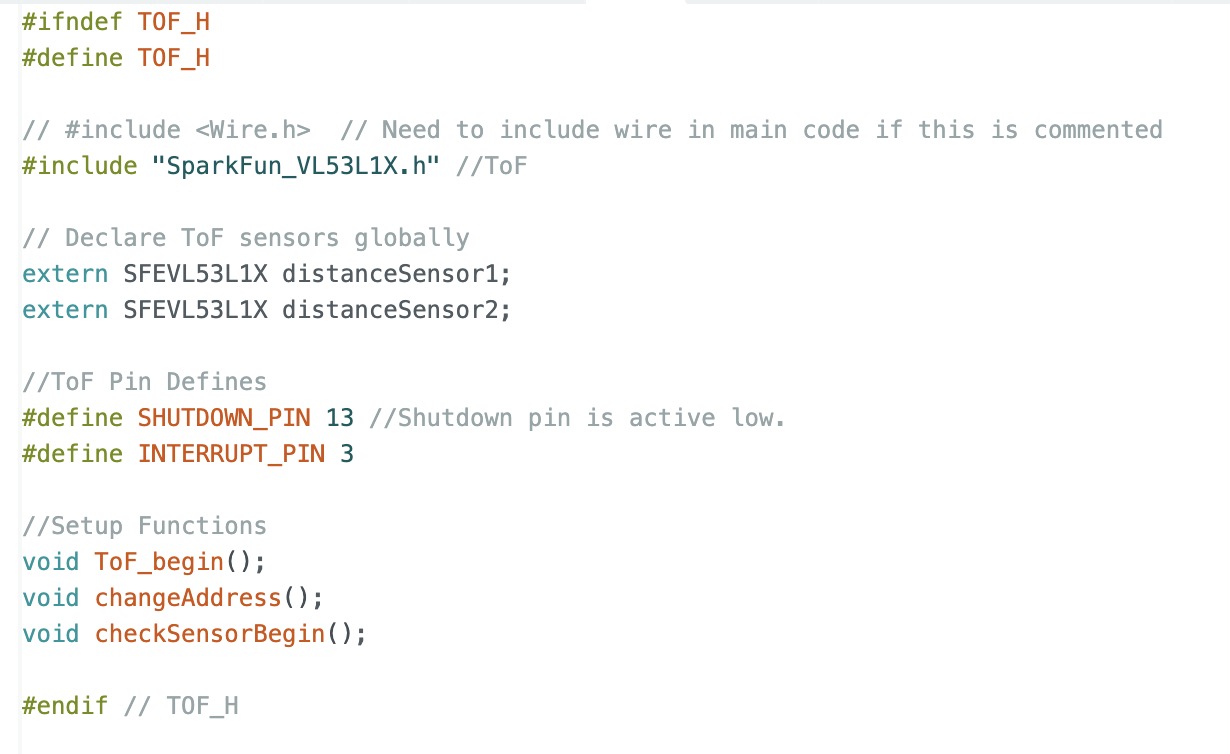 #ifndef TOF_H
#define TOF_H
// #include <Wire.h>  // Need to include wire in main code if this is commented
#include "SparkFun_VL53L1X.h" //ToF
// Declare ToF sensors globally
extern SFEVL53L1X distanceSensor1;
extern SFEVL53L1X distanceSensor2;
//ToF Pin Defines
#define SHUTDOWN_PIN 13 //Shutdown pin is active low.
#define INTERRUPT_PIN 3
//Setup Functions
void ToF_begin();
void changeAddress();
void checkSensorBegin();
#endif // TOF_H